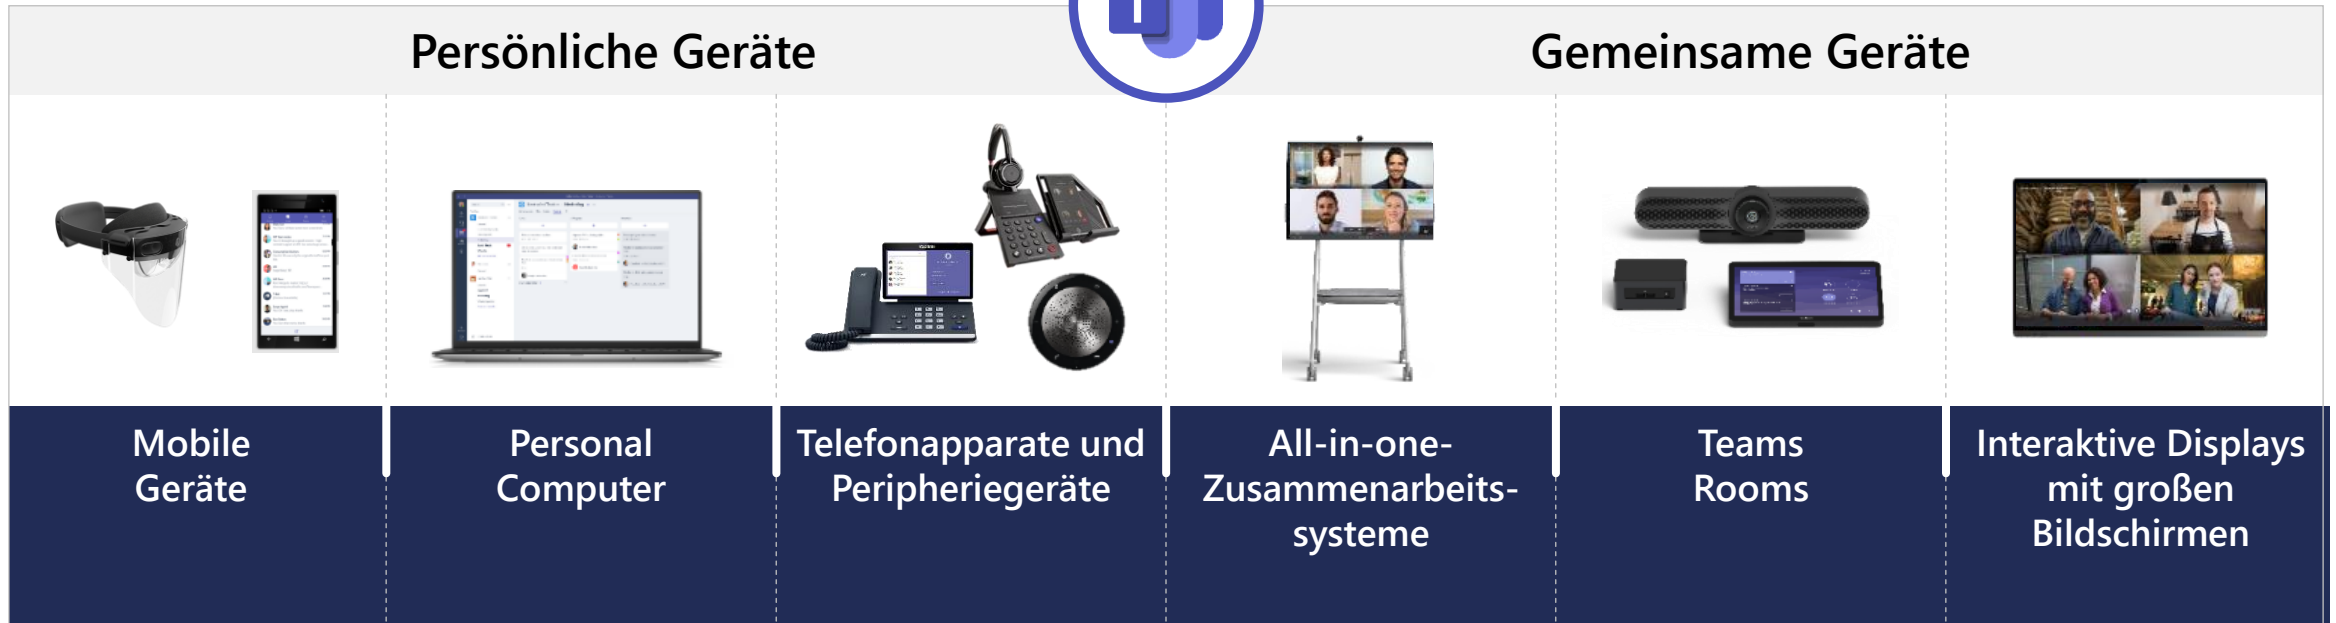 Persönliche Geräte
Gemeinsame Geräte
Mobile
Geräte
Personal
Computer
Telefonapparate und
Peripheriegeräte
All-in-one-
Zusammenarbeits-
systeme
Teams
Rooms
Interaktive Displays
mit großen
Bildschirmen